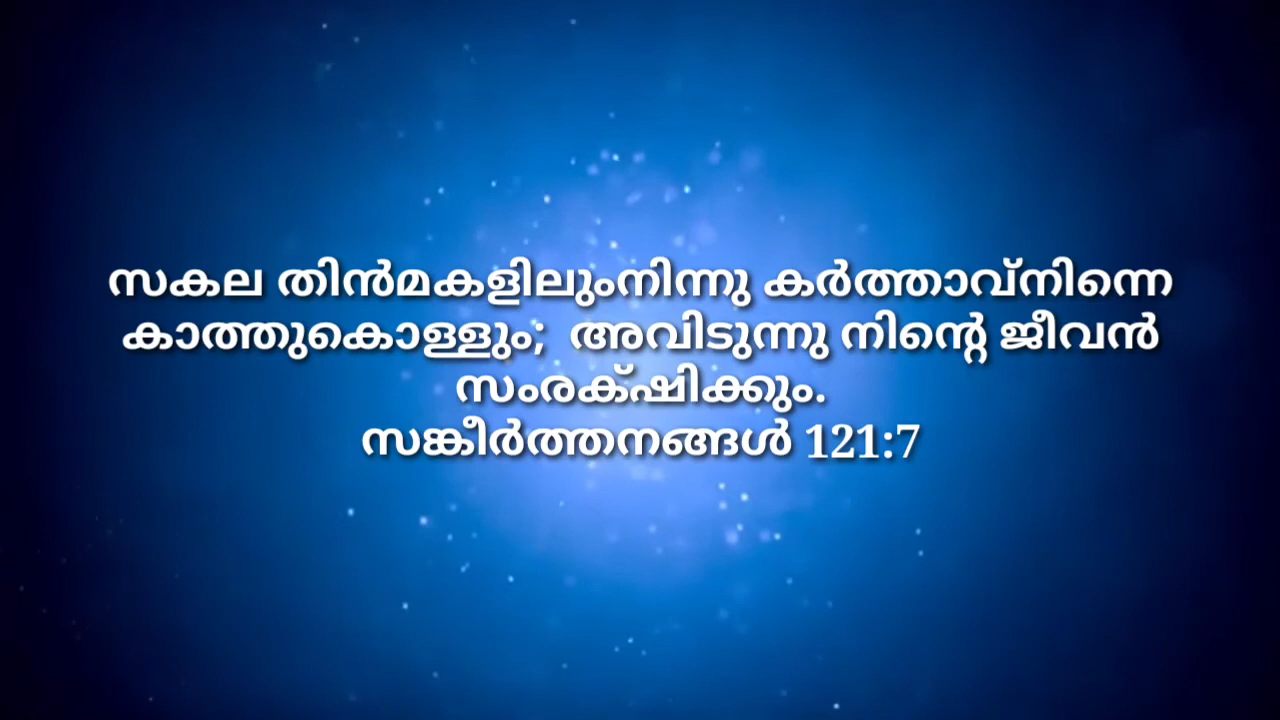 സകല തിൻമകളിലുംനിന്നു കർത്താവ്നിന്നെ
കാത്തുകൊള്ളും;  അവിടുന്നു നിന്റെ ജീവൻ
സംരക്‌ഷിക്കും.
സങ്കീർത്തനങ്ങൾ 121:7